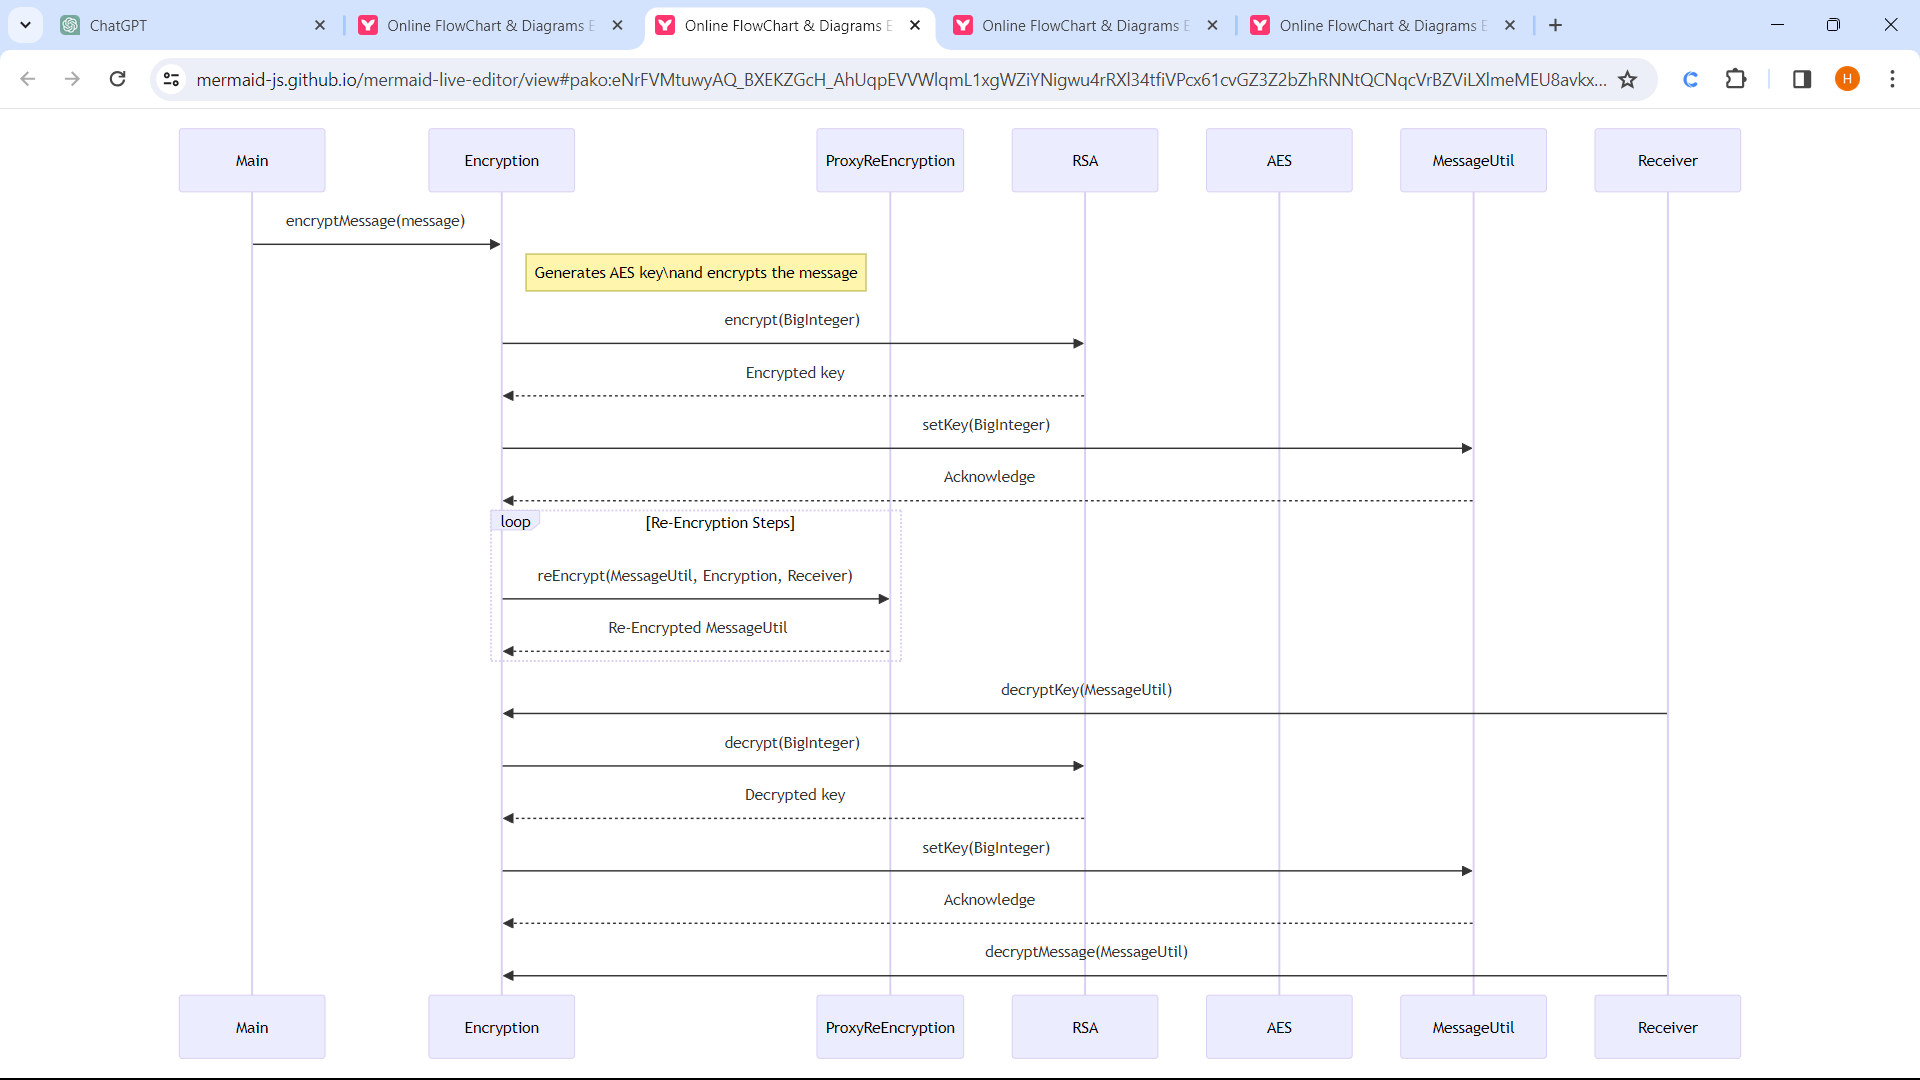 ChatGPT
Online FlowChart & Diagrams E
Online FlowChart & Diagrams E
Online FlowChart & Diagrams E
Online FlowChart & Diagrams E
mermaid-js.github.io/mermaid-live-editor/view#pako:eNrFVMtuwyAQ_BXEKZGcH_AhUqpEVVWlqmL1xgWZiYNigwu4rRXl34tfiVPcx61cvGZ3Z2bZhRNNtQCNqcVrBZViLXlmeMEU8avkx...
H
Main
Encryption
ProxyReEncryption
RSA
AES
MessageUtil
Receiver
encryptMessage(message)
Generates AES key\nand encrypts the message
encrypt(BigInteger)
Encrypted key
setKey(BigInteger)
Acknowledge
loop
[Re-Encryption Steps]
reEncrypt(MessageUtil, Encryption, Receiver)
Re-Encrypted MessageUtil
decryptKey(MessageUtil)
decrypt(BigInteger)
Decrypted key
setKey(BigInteger)
Acknowledge
decryptMessage(MessageUtil)
Main
Encryption
ProxyReEncryption
RSA
AES
MessageUtil
Receiver